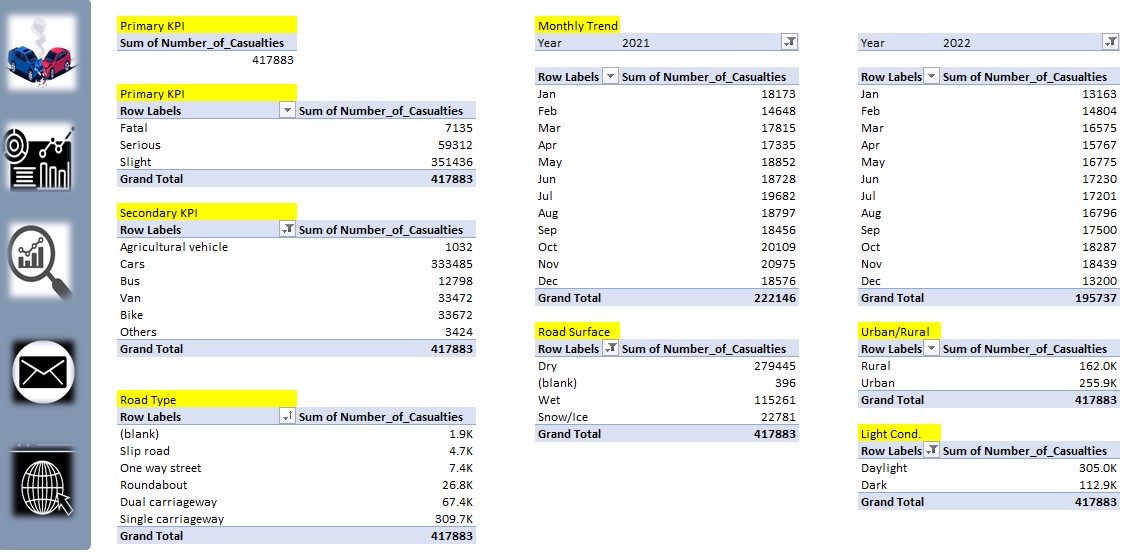 Primary KPI
Sum of Number_of_Casualties
417883
Primary KPI
Row Labels Sum of Number_of_Casualties
Fatal 7135
Serious 59312
Slight 351436
Grand Total 417883
Secondary KPI
Row Labels Sum of Number_of_Casualties
Agricultural vehicle 1032
Cars 333485
Bus 12798
Van 33472
Bike 33672
Others 3424
Grand Total 417883
Road Type
Row Labels Sum of Number_of_Casualties
(blank) 1.9K
Slip road 4.7K
One way street 7.4K
Roundabout 26.8K
Dual carriageway 67.4K
Single carriageway 309.7K
Grand Total 417883
Monthly Trend
Year 2021
Row Labels Sum of Number_of_Casualties
Jan 18173
Feb 14648
Mar 17815
Apr 17335
May 18852
Jun 18728
Jul 19682
Aug 18797
Sep 18456
Oct 20109
Nov 20975
Dec 18576
Grand Total 222146
Road Surface
Row Labels Sum of Number_of_Casualties
Dry 279445
(blank) 396
Wet 115261
Snow/Ice 22781
Grand Total 417883
Year 2022
Row Labels Sum of Number_of_Casualties
Jan 13163
Feb 14804
Mar 16575
Apr 15767
May 16775
Jun 17230
Jul 17201
Aug 16796
Sep 17500
Oct 18287
Nov 18439
Dec 13200
Grand Total 195737
Urban/Rural
Row Labels Sum of Number_of_Casualties
Rural 162.0K
Urban 255.9K
Grand Total 417883
Light Cond.
Row Labels Sum of Number_of_Casualties
Daylight 305.0K
Dark 112.9K
Grand Total 417883